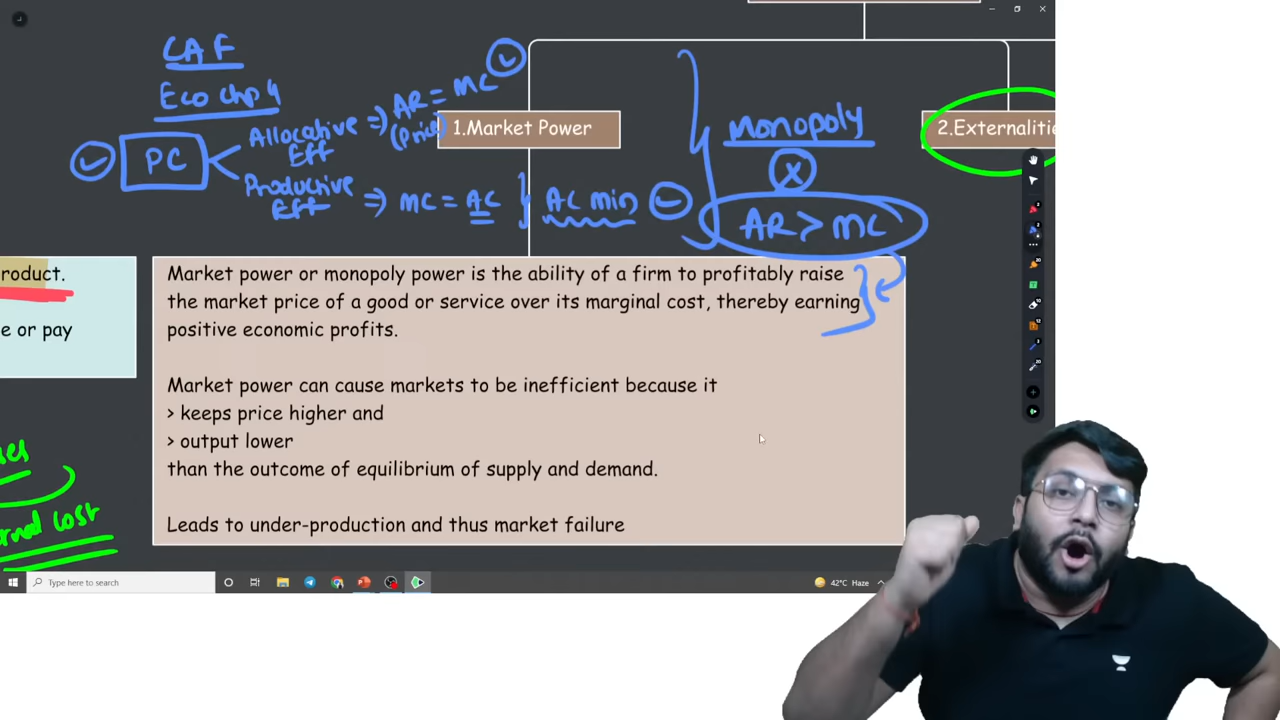 CAF
Eco Chp 4
PC
Allocative Eff ⇒ AR = MC
(Price)
Productive Eff ⇒ MC = AC } AC min
1.Market Power
monopoly
AR > MC
2.Externalitie
roduct.
e or pay
Market power or monopoly power is the ability of a firm to profitably raise
the market price of a good or service over its marginal cost, thereby earning
positive economic profits.
Market power can cause markets to be inefficient because it
> keeps price higher and
> output lower
than the outcome of equilibrium of supply and demand.
Leads to under-production and thus market failure
cost
Type here to search
42°C Haze